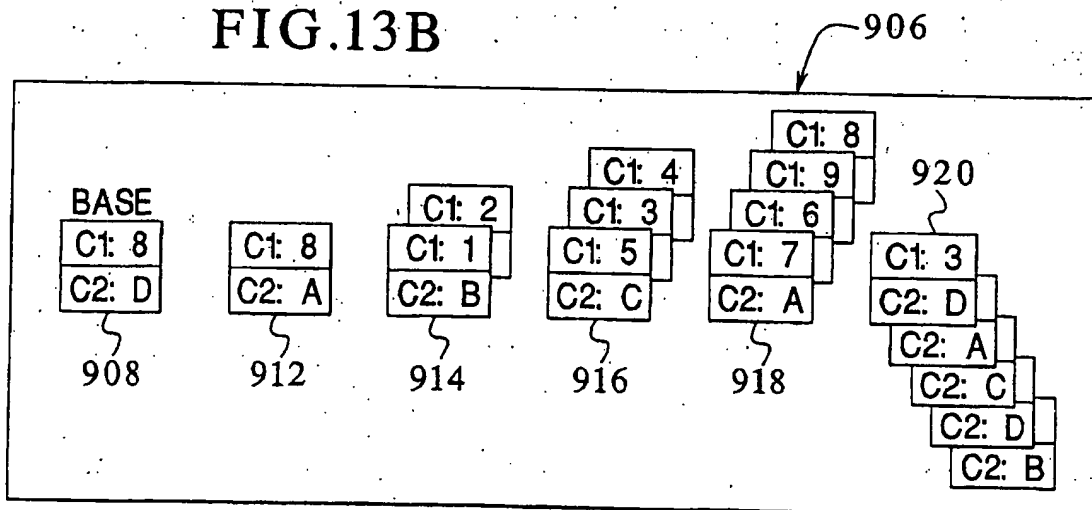 FIG.13B
906
BASE
C1: 8
C2: D
908
C1: 8
C2: A
912
C1: 2
C1: 1
C2: B
914
C1: 4
C1: 3
C1: 5
C2: C
916
C1: 8
C1: 9
C1: 6
C1: 7
C2: A
918
920
C1: 3
C2: D
C2: A
C2: C
C2: D
C2: B